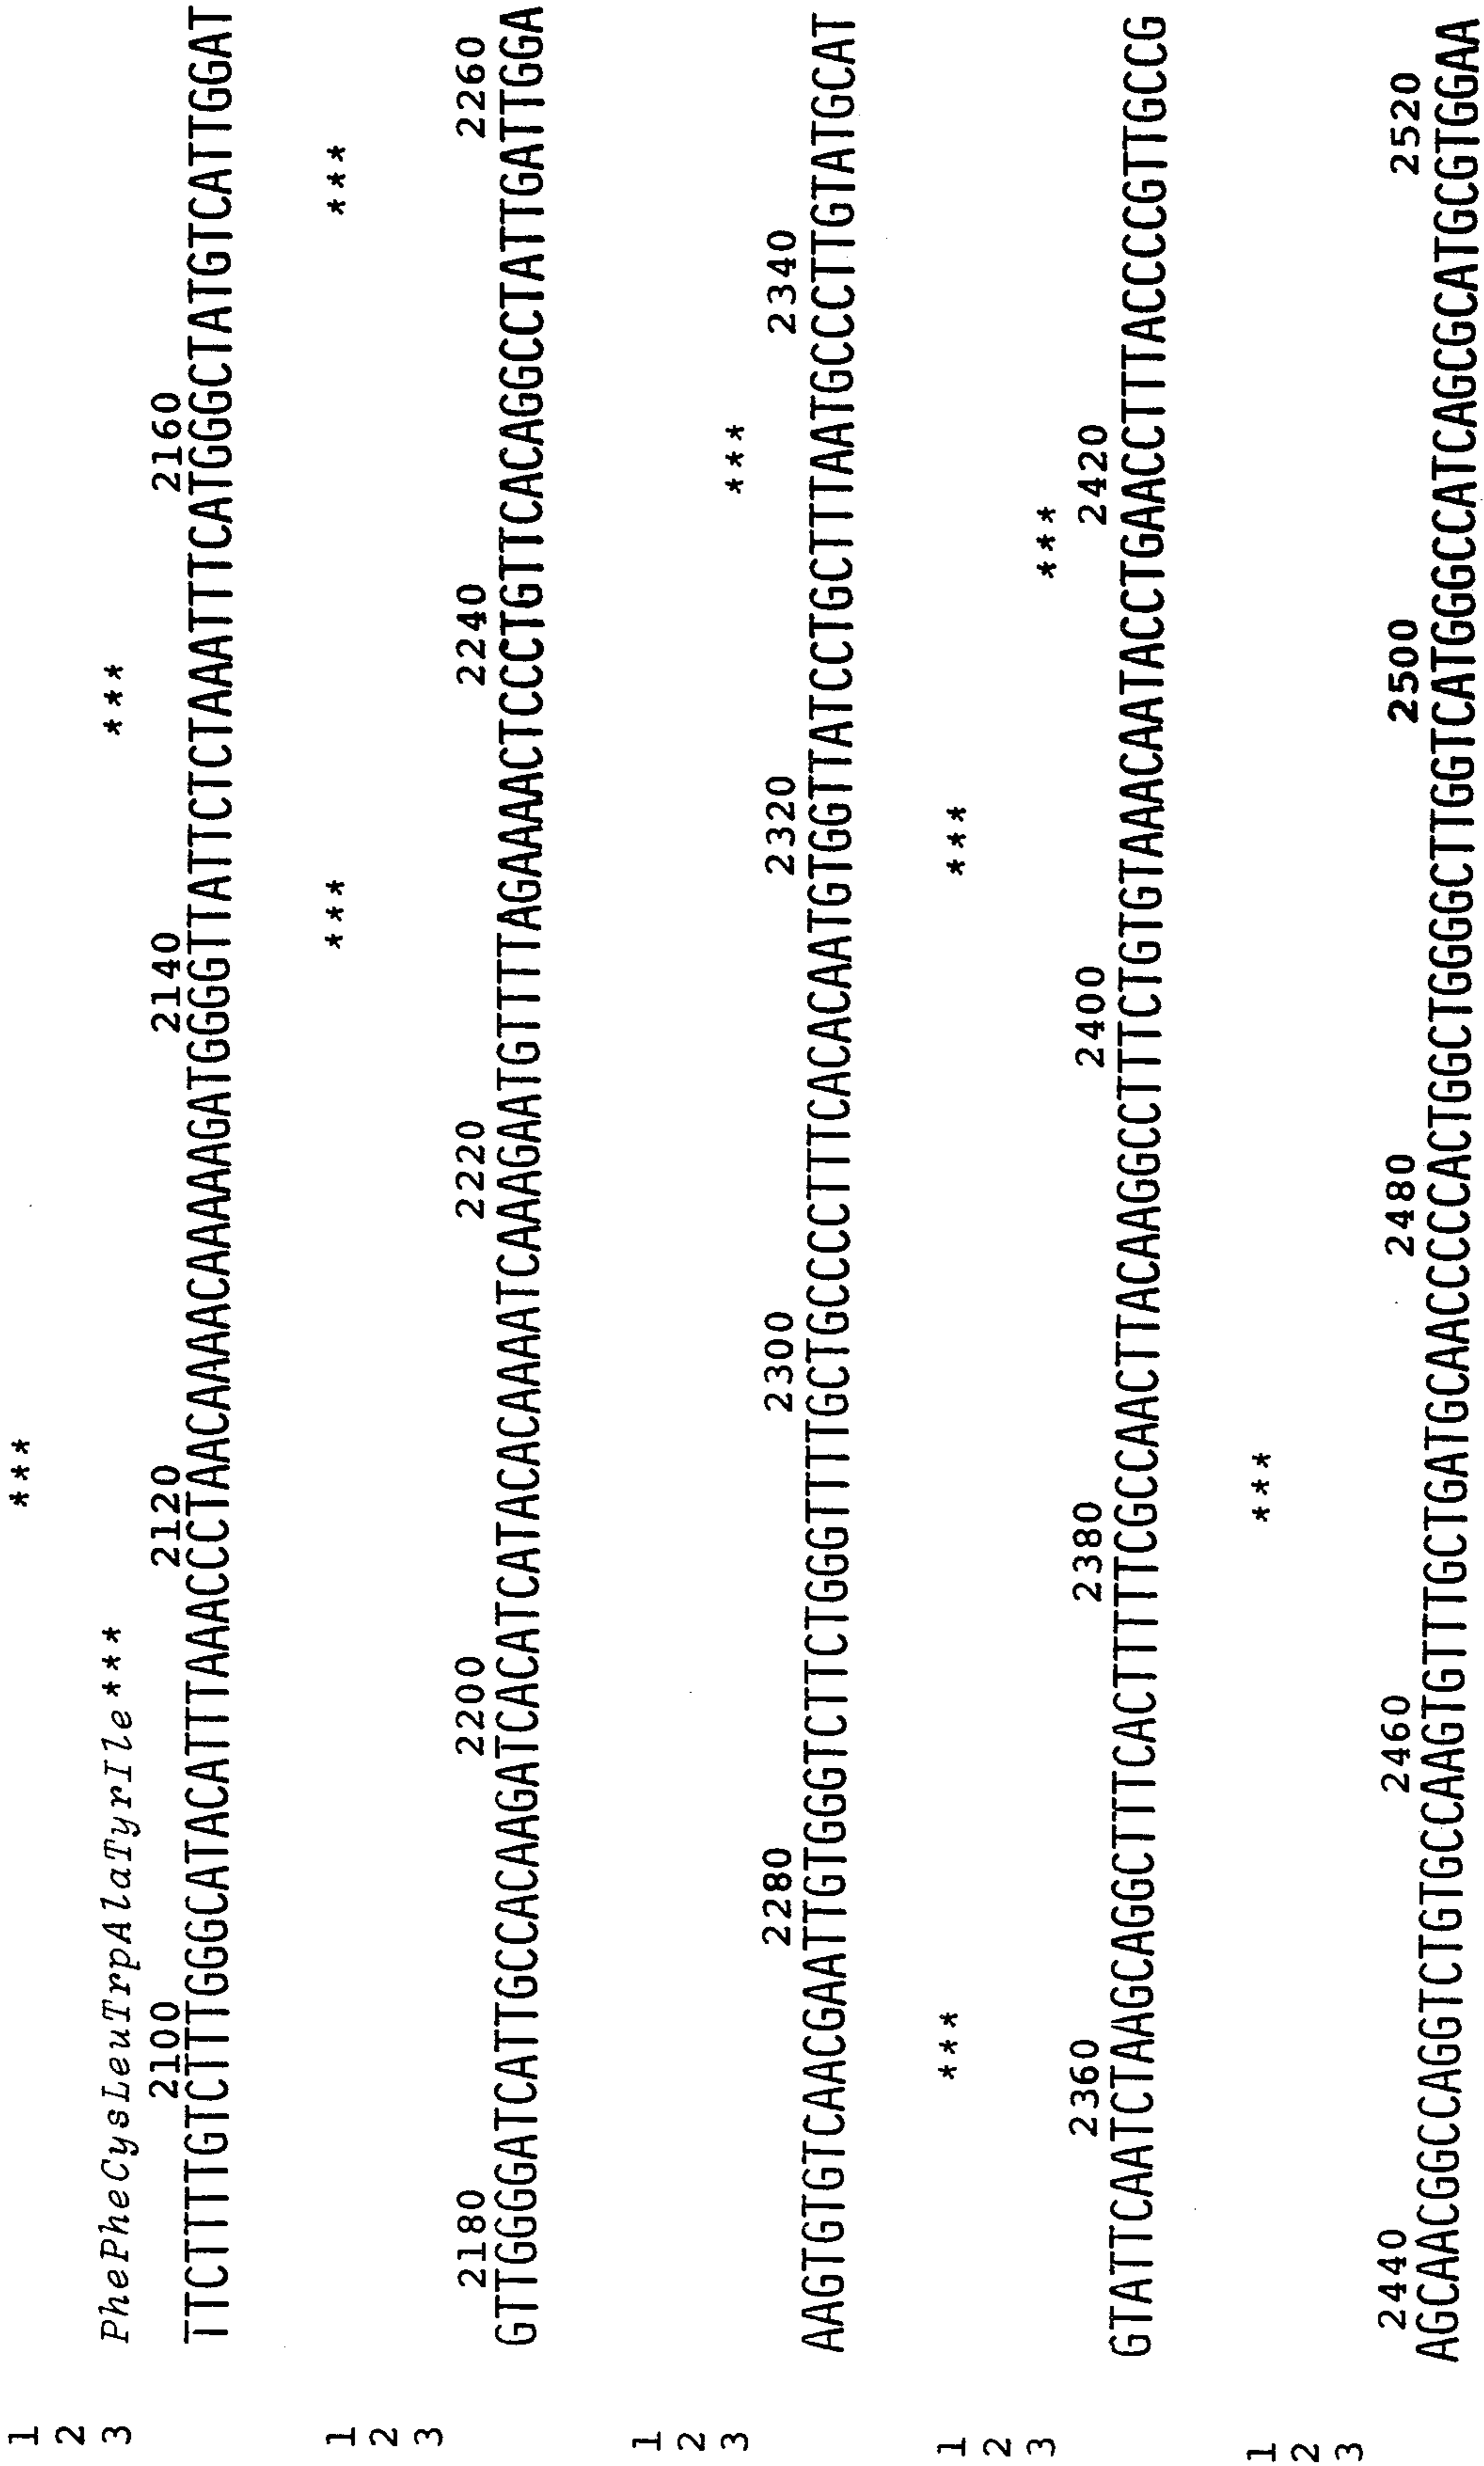 1 ***
2
3 PhePheCysLeuTrpAlaTyrIle*** ***
2100 2120 2140 2160
TTCTTTTGTCTTTGGGCATACATTTAAACCCTAACAAAACAAAAAGATGGGGTTATTCTCTAAATTTCATGGGCTATGTCATTGGAT
1 *** ***
2
3
2180 2200 2220 2240 2260
GTTGGGGATCATTGCCACAAGATCACATCATACACAAAATCAAAGAATGTTTTAGAAAACTCCCTGTTCACAGGCCTATTGATTGGA
1
2
3 ***
2280 2300 2320 2340
AAGTGTGTCAACGAATTGTGGGTCTTCTGGGTTTTGCTGCCCCTTTCACACAATGTGGTTATCCTGCTTTAATGCCCTTGTATGCAT
1 *** ***
2
3 ***
2360 2380 2400 2420
GTATTCAATCTAAGCAGGCTTTCACTTTTTCGCCAACTTACAAGGCCTTTCTGTGTAAACAATACCTGAACCTTTACCCCGTTGCCCG
1 ***
2
3
2440 2460 2480 2500 2520
AGCAACGGCCAGGTCTGTGCCAAGTGTTTGCTGATGCAACCCCCACTGGCTGGGGCTTGGTCATGGGCCATCAGCGCATGCGTGGAA